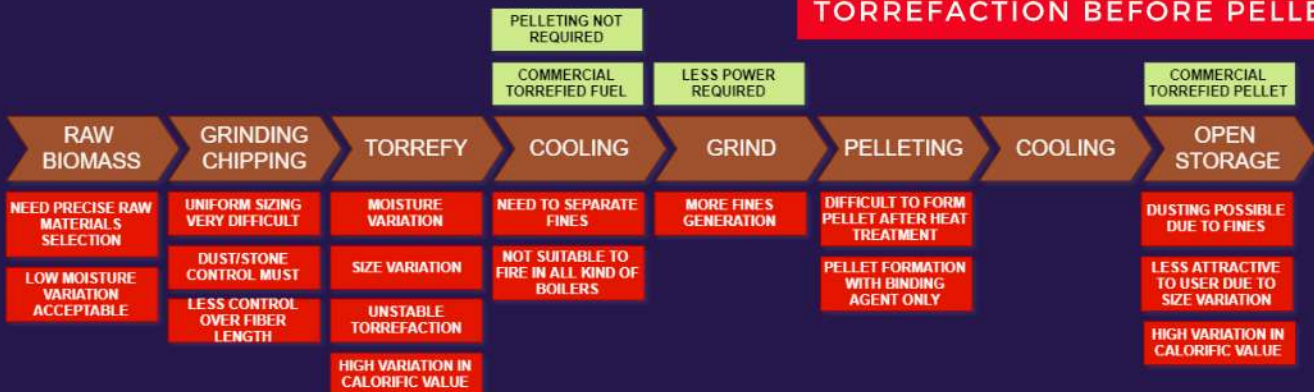 TORREFACTION BEFORE PELLE
PELLETING NOT
REQUIRED
COMMERCIAL
TORREFIED FUEL
LESS POWER
REQUIRED
COMMERCIAL
TORREFIED PELLET
RAW
BIOMASS
GRINDING
CHIPPING
TORREFY
COOLING
GRIND
PELLETING
COOLING
OPEN
STORAGE
NEED PRECISE RAW
MATERIALS
SELECTION
LOW MOISTURE
VARIATION
ACCEPTABLE
UNIFORM SIZING
VERY DIFFICULT
DUST/STONE
CONTROL MUST
LESS CONTROL
OVER FIBER
LENGTH
MOISTURE
VARIATION
SIZE VARIATION
UNSTABLE
TORREFACTION
HIGH VARIATION IN
CALORIFIC VALUE
NEED TO SEPARATE
FINES
NOT SUITABLE TO
FIRE IN ALL KIND OF
BOILERS
MORE FINES
GENERATION
DIFFICULT TO FORM
PELLET AFTER HEAT
TREATMENT
PELLET FORMATION
WITH BINDING
AGENT ONLY
DUSTING POSSIBLE
DUE TO FINES
LESS ATTRACTIVE
TO USER DUE TO
SIZE VARIATION
HIGH VARIATION IN
CALORIFIC VALUE